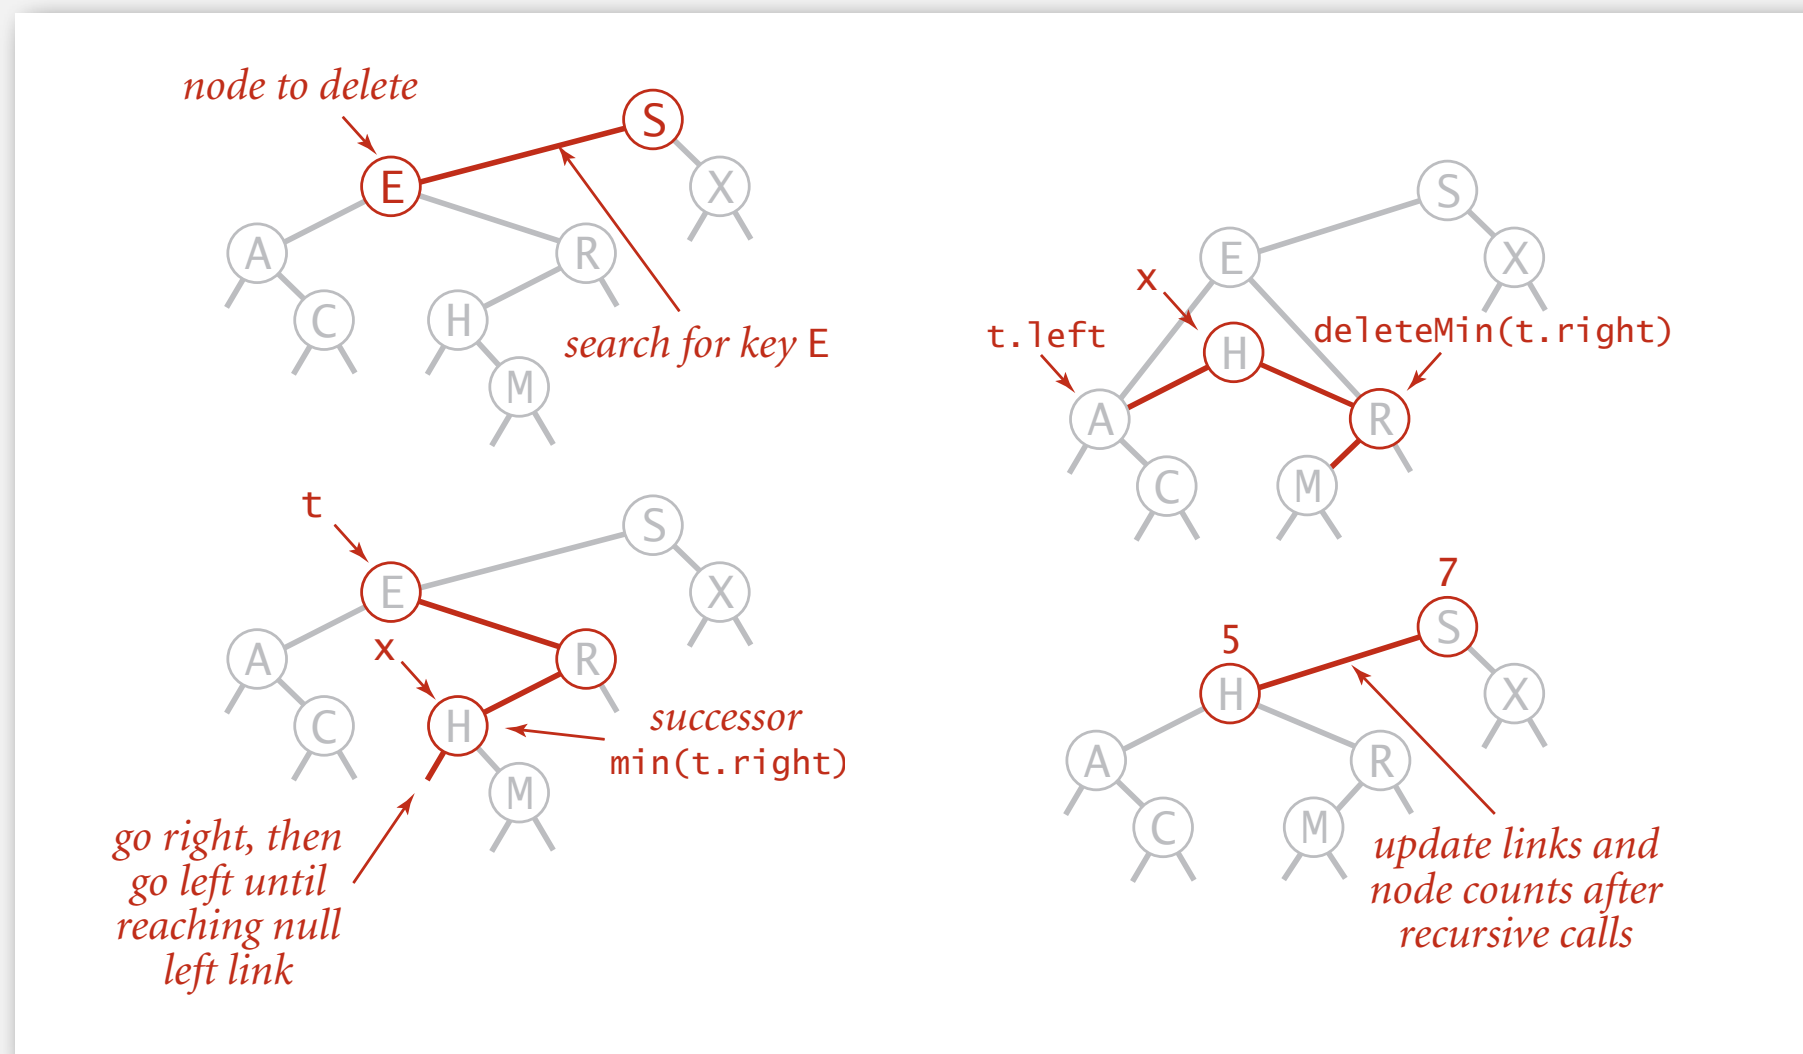 node to delete
S
E
X
A
R
C
H
search for key E
M
t
S
E
X
x
A
R
C
H
successor
min(t.right)
M
go right, then
go left until
reaching null
left link
S
E
X
x
t.left
deleteMin(t.right)
H
A
R
C
M
7
5
S
H
X
A
R
C
M
update links and
node counts after
recursive calls